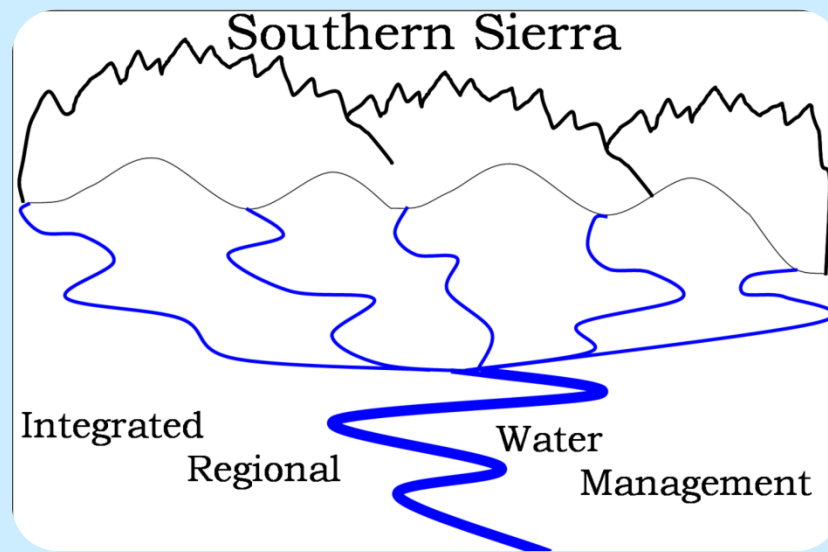 Southern Sierra
Integrated
Regional
Water
Management